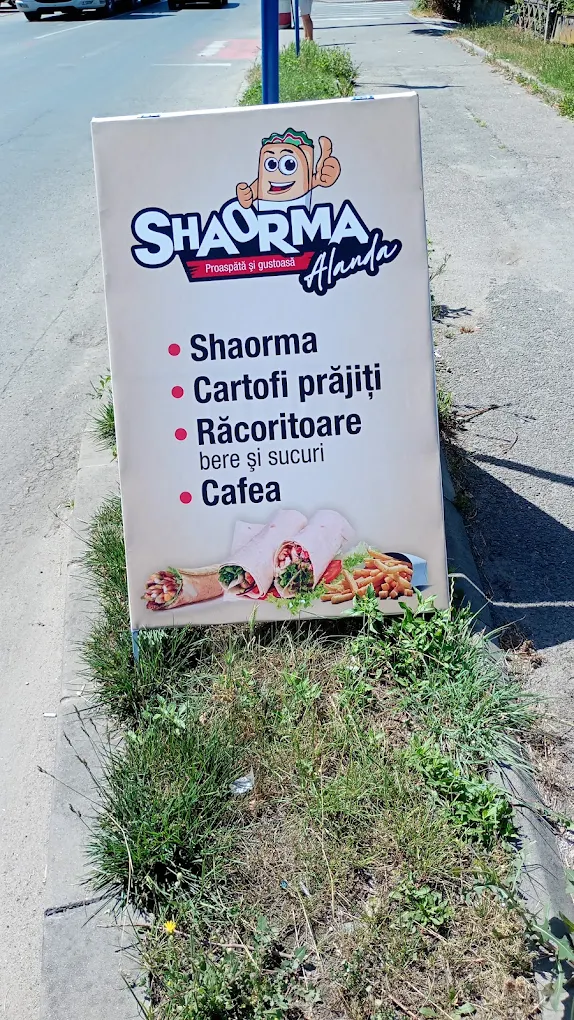 SHAORMA
Proaspătă și gustoasă
Alanda
Shaorma
Cartofi prăjiți
Răcoritoare
bere și sucuri
Cafea